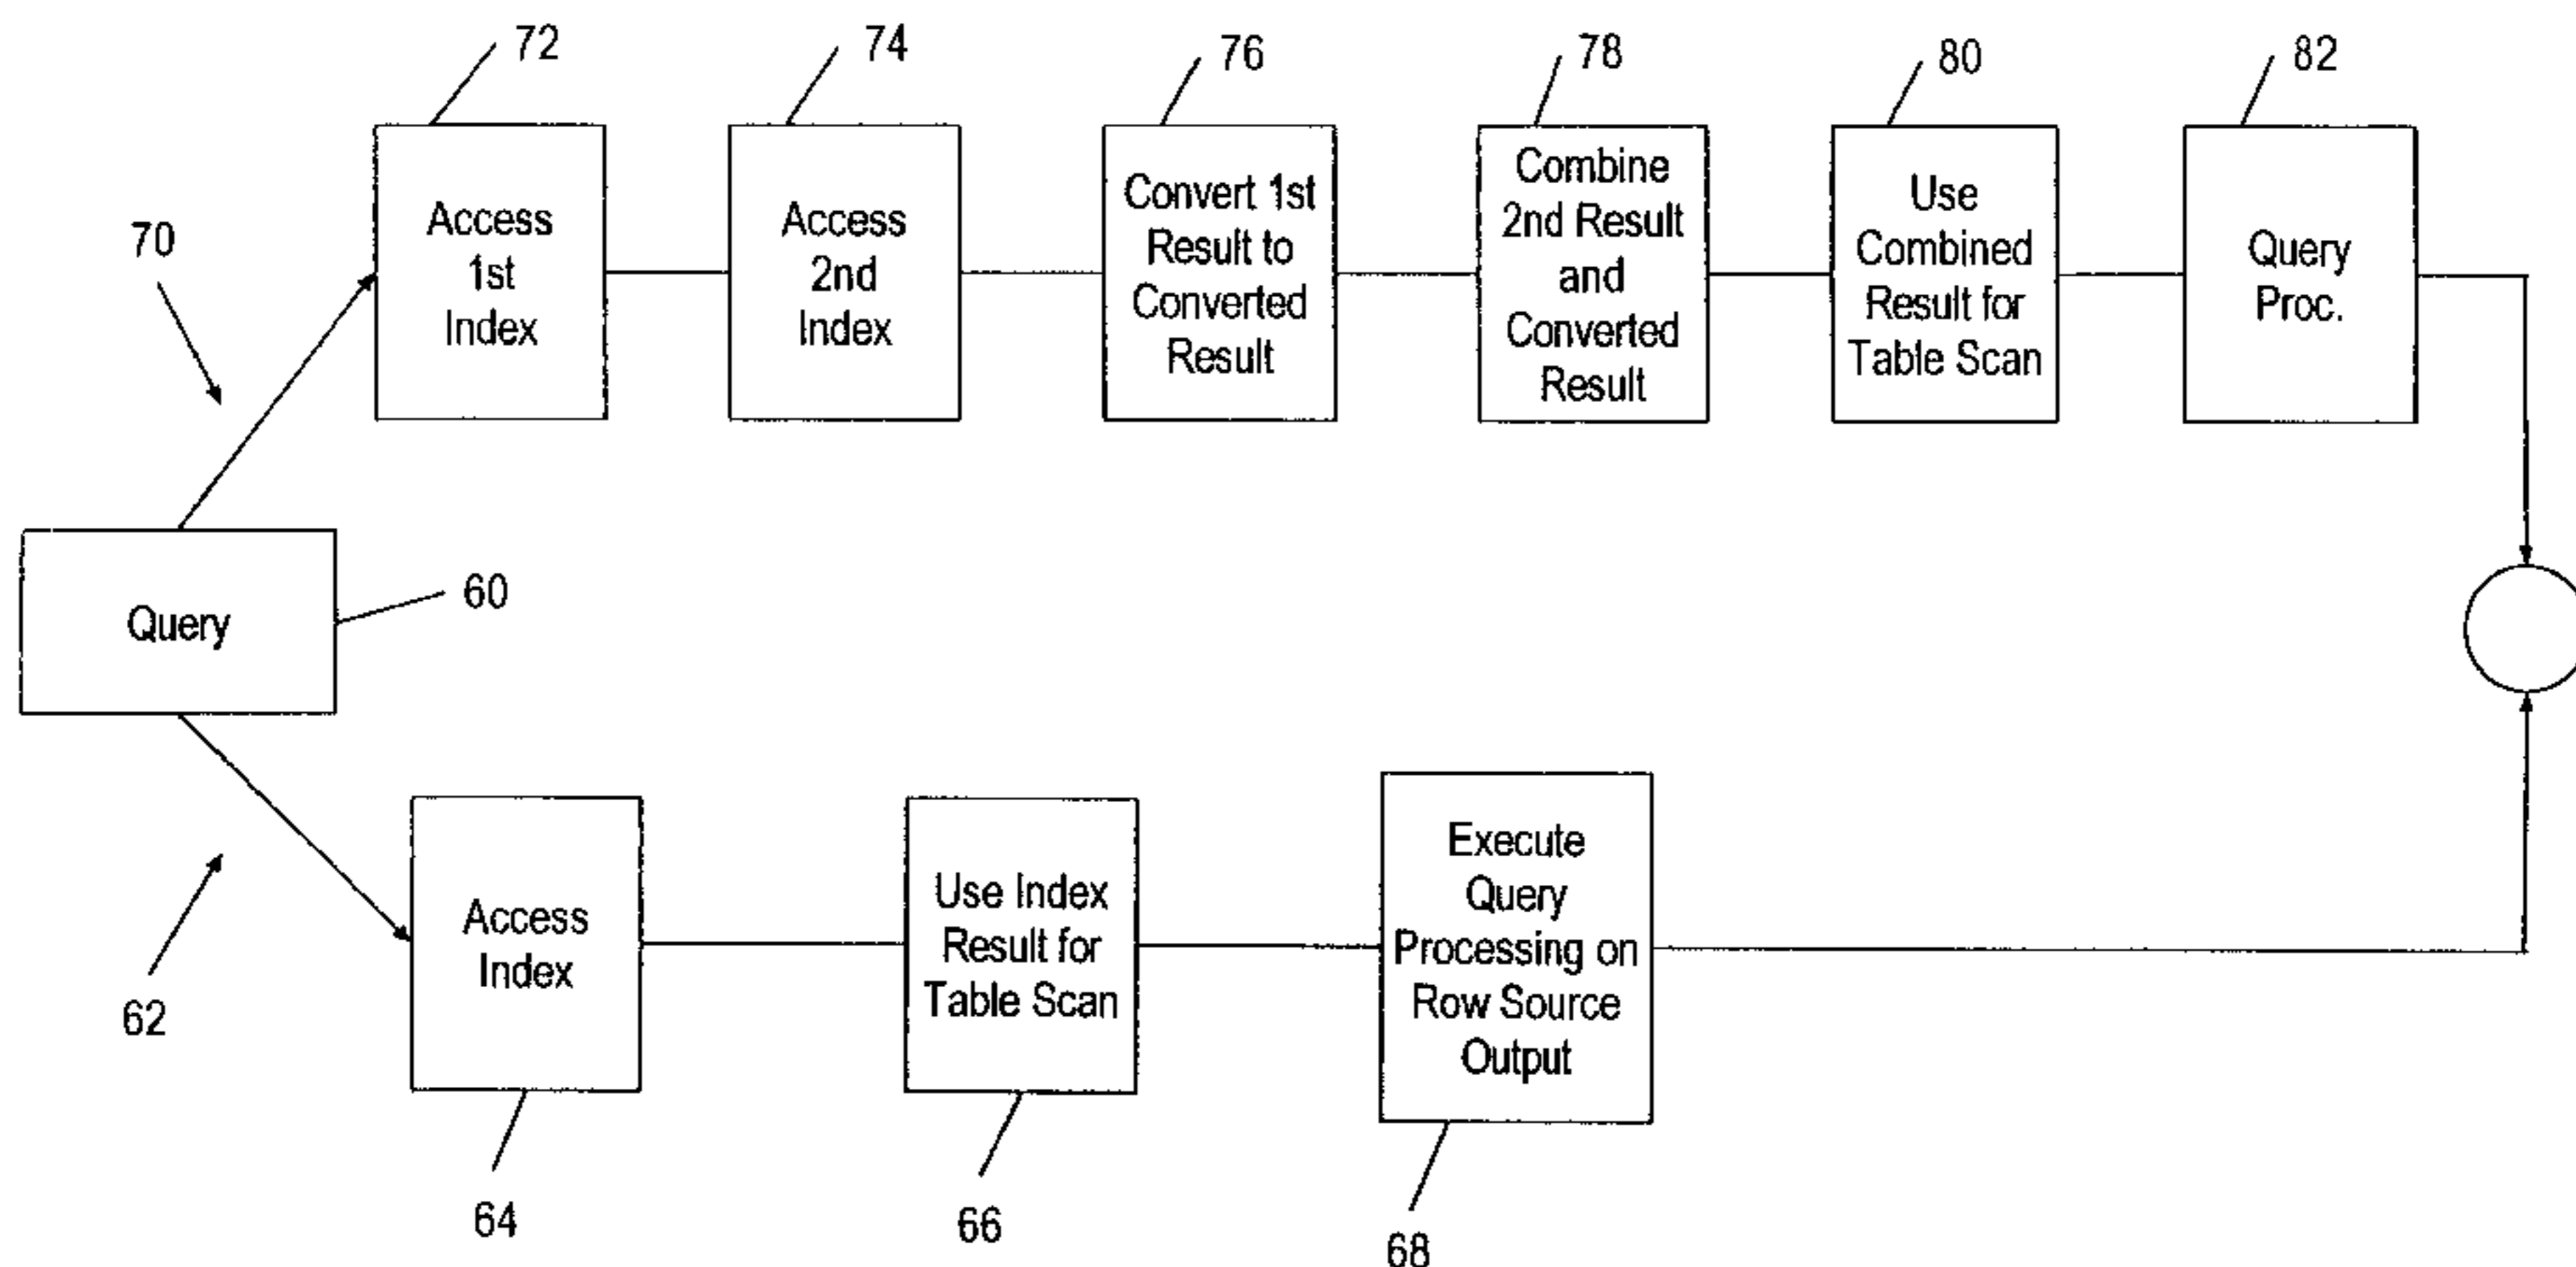 72
74
76
78
80
82
70
Access
1st
Index
Access
2nd
Index
Convert 1st
Result to
Converted
Result
Combine
2nd Result
and
Converted
Result
Use
Combined
Result for
Table Scan
Query
Proc.
Query
60
62
Access
Index
Use Index
Result for
Table Scan
Execute
Query
Processing on
Row Source
Output
64
66
68